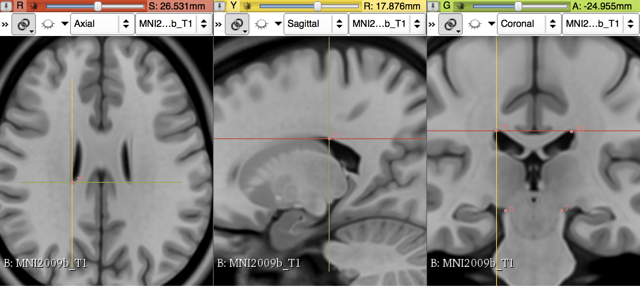 R S: 26.531mm
Y R: 17.876mm
G A: -24.955mm
» Axial MNI2...b_T1
» Sagittal MNI2...b_T1
» Coronal MNI2...b_T1
B: MNI2009b_T1
B: MNI2009b_T1
B: MNI2009b_T1